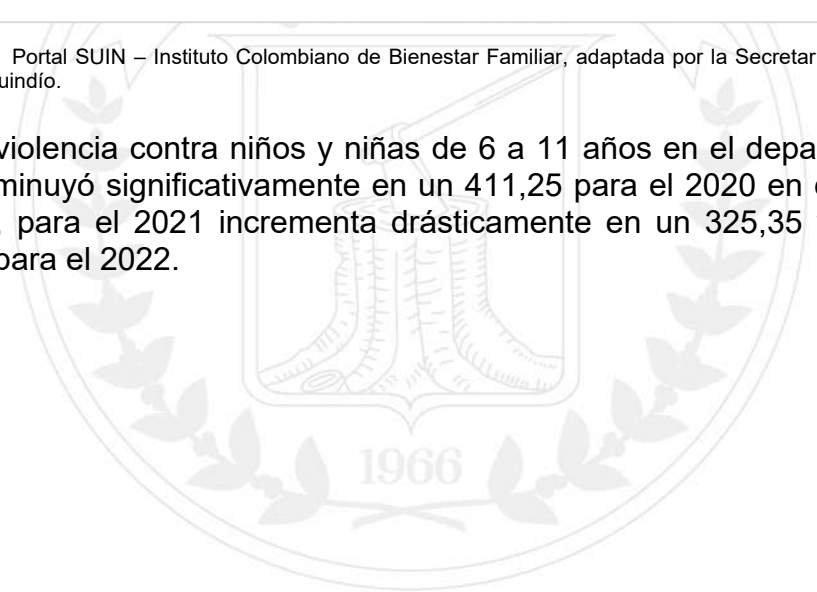 Portal SUIN – Instituto Colombiano de Bienestar Familiar, adaptada por la Secretar
uindío.
violencia contra niños y niñas de 6 a 11 años en el depa
minuyó significativamente en un 411,25 para el 2020 en
, para el 2021 incrementa drásticamente en un 325,35
para el 2022.
1966